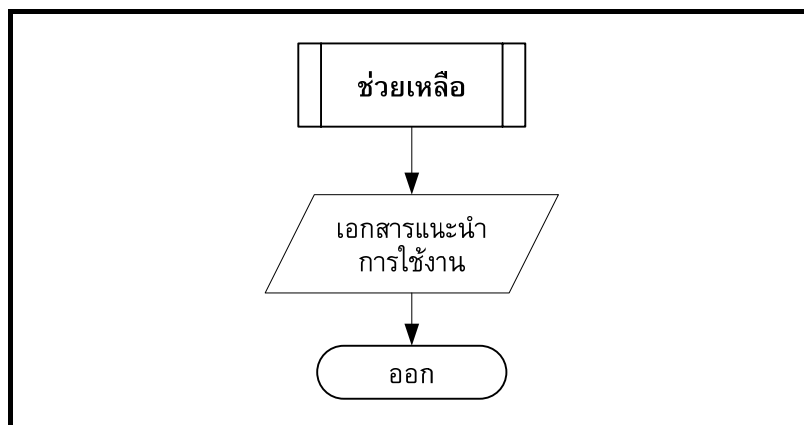 ช่วยเหลือ
เอกสารแนะนำ
การใช้งาน
ออก